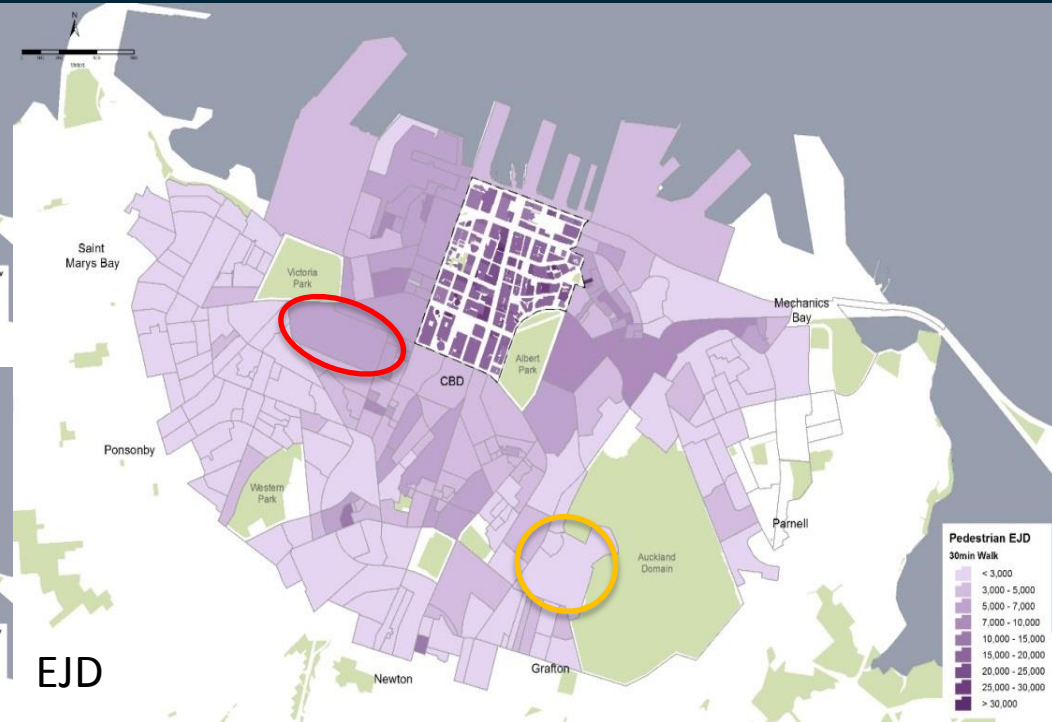 N
Saint
Marys Bay
Victoria
Park
Mechanics
Bay
Albert
Park
CBD
Ponsonby
Western
Park
Parnell
Auckland
Domain
Newton
Grafton
EJD
Pedestrian EJD
30min Walk
< 3,000
3,000 - 5,000
5,000 - 7,000
7,000 - 10,000
10,000 - 15,000
15,000 - 20,000
20,000 - 25,000
25,000 - 30,000
> 30,000